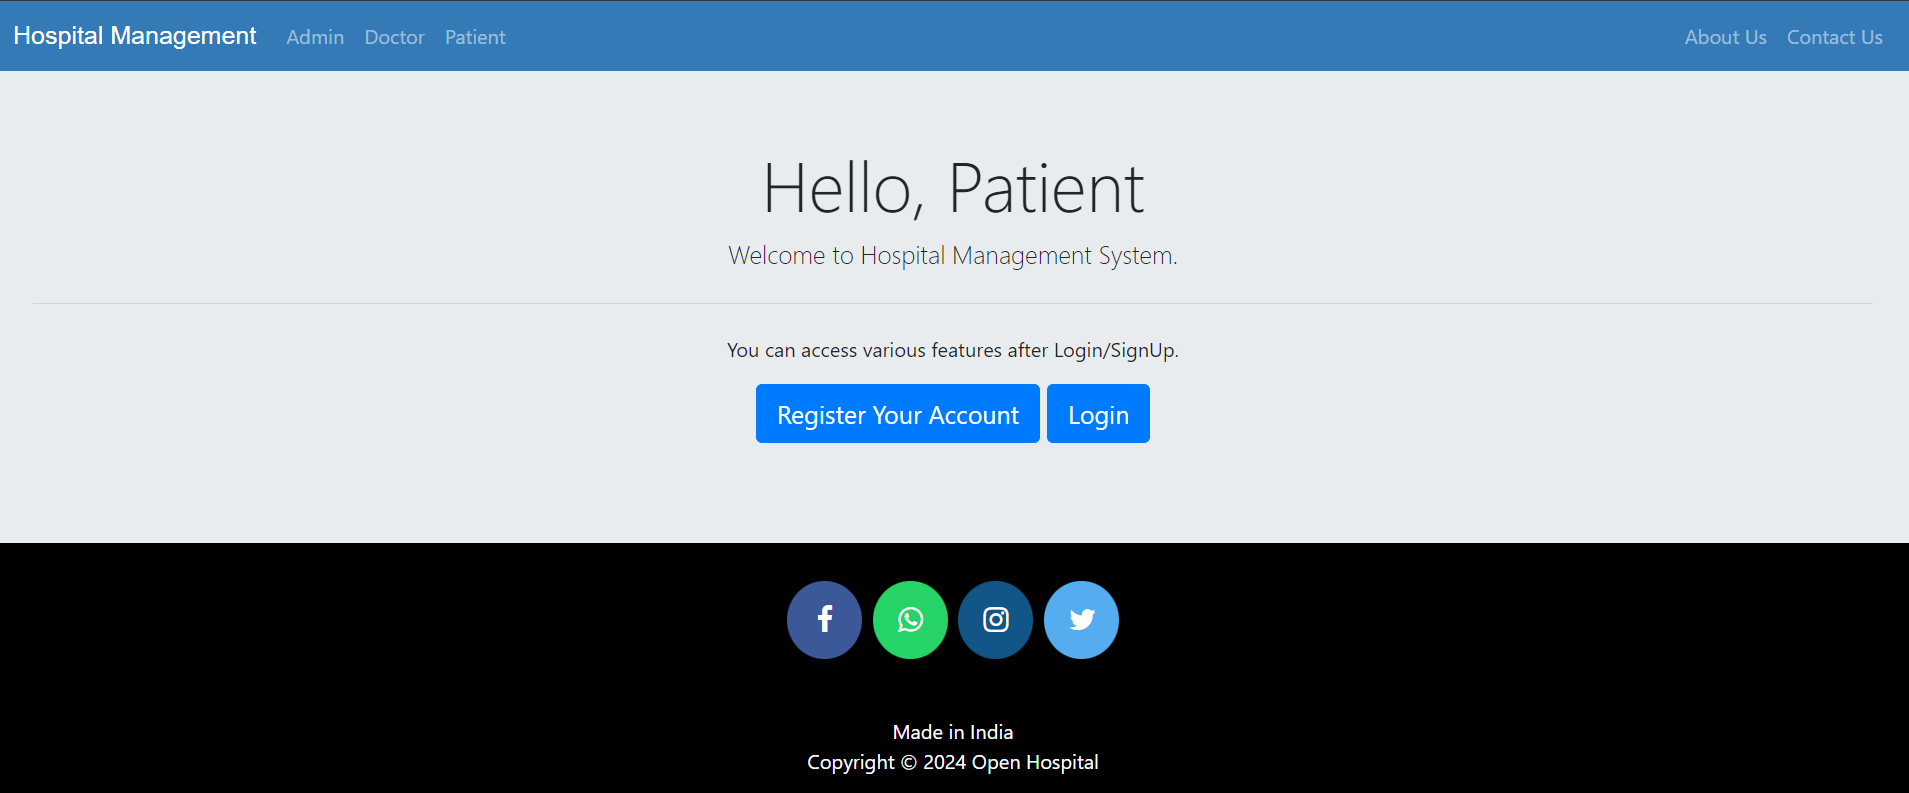 Hospital Management Admin Doctor Patient About Us Contact Us
Hello, Patient
Welcome to Hospital Management System.
You can access various features after Login/SignUp.
Register Your Account Login
Made in India
Copyright © 2024 Open Hospital